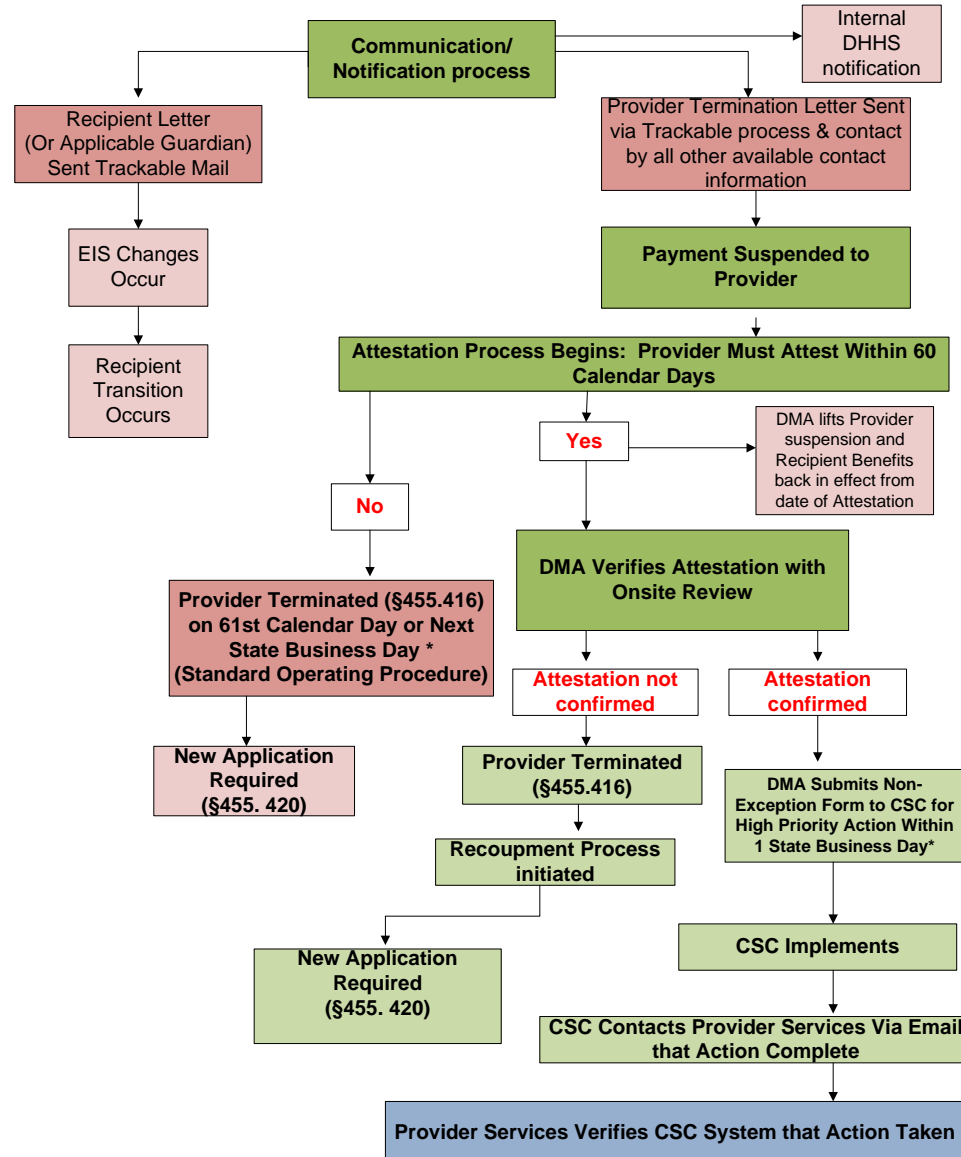 Communication/
Notification process
Internal
DHHS
notification
Recipient Letter
(Or Applicable Guardian)
Sent Trackable Mail
Provider Termination Letter Sent
via Trackable process & contact
by all other available contact
information
EIS Changes
Occur
Payment Suspended to
Provider
Recipient
Transition
Occurs
Attestation Process Begins:  Provider Must Attest Within 60
Calendar Days
Yes
DMA lifts Provider
suspension and
Recipient Benefits
back in effect from
date of Attestation
No
DMA Verifies Attestation with
Onsite Review
Provider Terminated (§455.416)
on 61st Calendar Day or Next
State Business Day *
(Standard Operating Procedure)
Attestation not
confirmed
Attestation
confirmed
New Application
Required
(§455. 420)
Provider Terminated
(§455.416)
DMA Submits Non-
Exception Form to CSC for
High Priority Action Within
1 State Business Day*
Recoupment Process
initiated
New Application
Required
(§455. 420)
CSC Implements
CSC Contacts Provider Services Via Email
that Action Complete
Provider Services Verifies CSC System that Action Taken